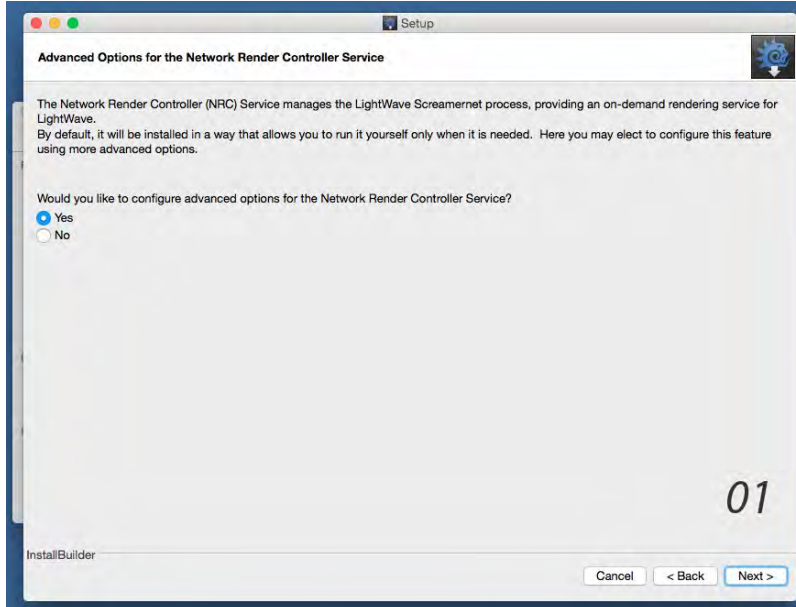 Setup
Advanced Options for the Network Render Controller Service
The Network Render Controller (NRC) Service manages the LightWave Screamernet process, providing an on-demand rendering service for
LightWave.
By default, it will be installed in a way that allows you to run it yourself only when it is needed.  Here you may elect to configure this feature
using more advanced options.
Would you like to configure advanced options for the Network Render Controller Service?
Yes
No
01
InstallBuilder
Cancel
< Back
Next >